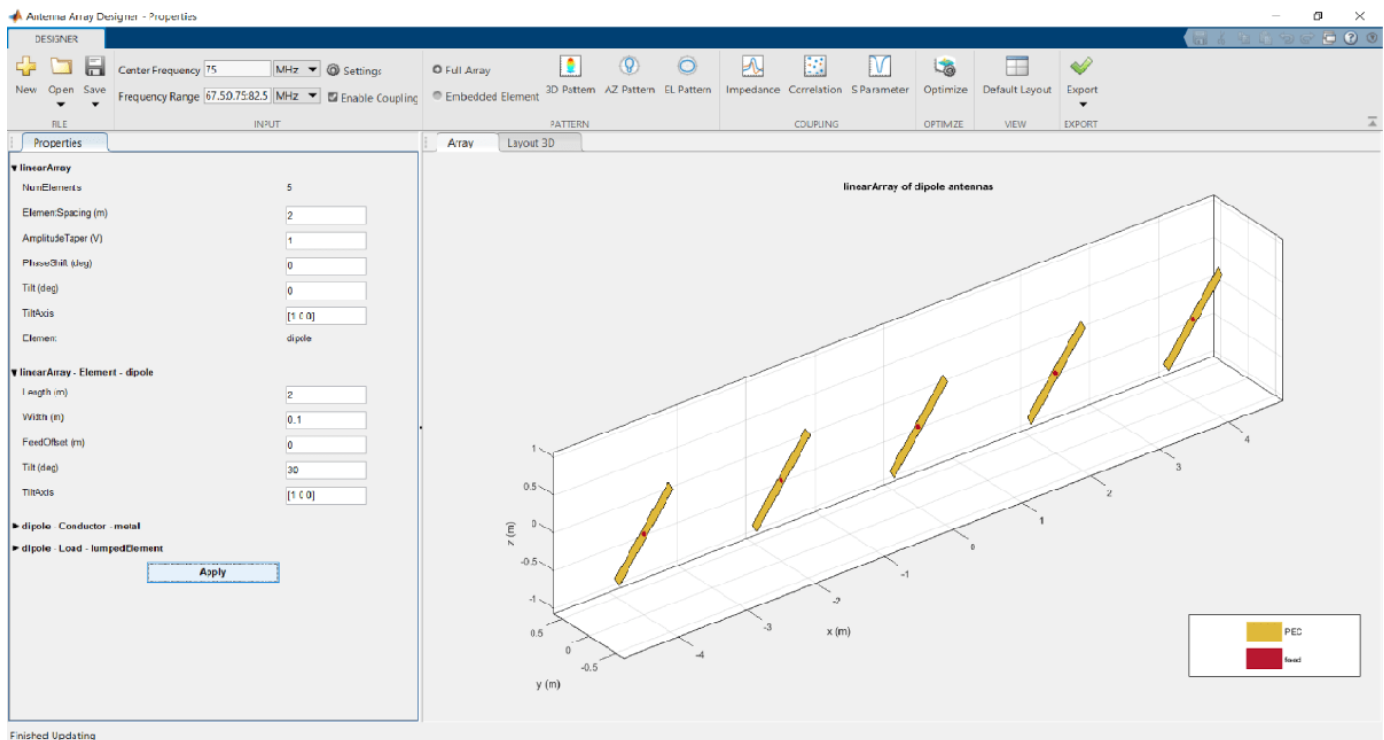 Antenna Array Designer - Properties
DESIGNER
New Open Save
FILE
Center Frequency 75 MHz Settings
Frequency Range 67.5:0.75:82.5 MHz Enable Coupling
INPUT
Full Array
Embedded Element
3D Pattern AZ Pattern EL Pattern
PATTERN
Impedance Correlation S Parameter
COUPLING
Optimize
OPTIMIZE
Default Layout
VIEW
Export
EXPORT
Properties
linearArray
NumElements 5
ElementSpacing (m) 2
AmplitudeTaper (V) 1
PhaseShift (deg) 0
Tilt (deg) 0
TiltAxis [1 0 0]
Element dipole
linearArray - Element - dipole
Length (m) 2
Width (m) 0.1
FeedOffset (m) 0
Tilt (deg) 30
TiltAxis [1 0 0]
dipole - Conductor - metal
dipole - Load - lumpedElement
Apply
Array Layout 3D
linearArray of dipole antennas
1
0.5
0
-0.5
-1
z (m)
0.5
0
-0.5
y (m)
-4
-3
-2
-1
0
1
2
3
4
x (m)
PEC
feed
Finished Updating